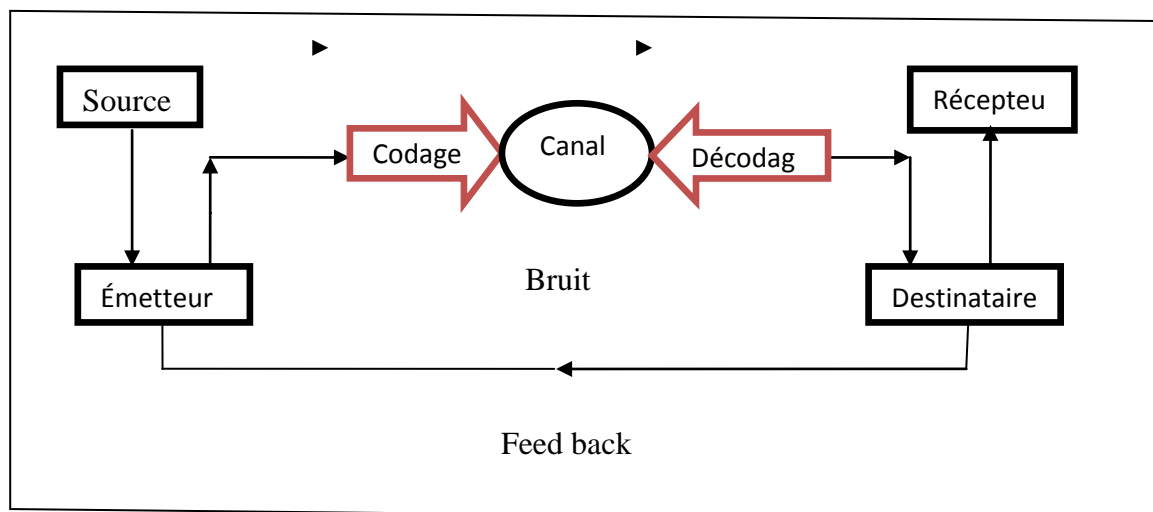 Source
Récepteu
Codage
Canal
Décodag
Émetteur
Bruit
Destinataire
Feed back